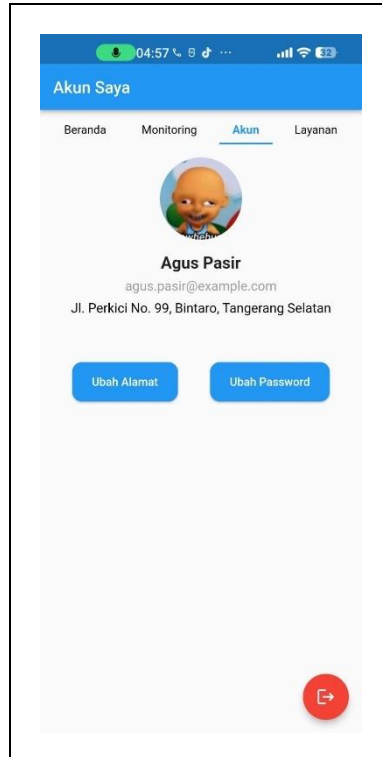 04:57
32
Akun Saya
Beranda Monitoring Akun Layanan
Agus Pasir
agus.pasir@example.com
Jl. Perkici No. 99, Bintaro, Tangerang Selatan
Ubah Alamat Ubah Password